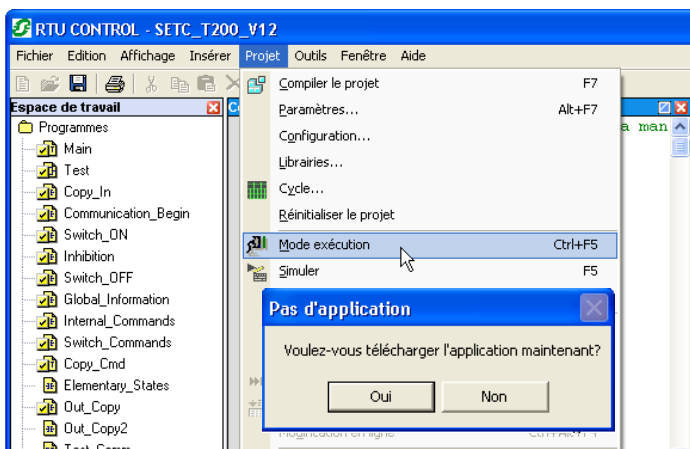 RTU CONTROL - SETC_T200_V12
Fichier Edition Affichage Insérer Projet Outils Fenêtre Aide
Espace de travail
Programmes
Main
Test
Copy_In
Communication_Begin
Switch_ON
Inhibition
Switch_OFF
Global_Information
Internal_Commands
Switch_Commands
Copy_Cmd
Elementary_States
Out_Copy
Out_Copy2
Compiler le projet F7
Paramètres... Alt+F7
Configuration...
Librairies...
Cycle...
Réinitialiser le projet
Mode exécution Ctrl+F5
Simuler F5
a man
Pas d'application
Voulez-vous télécharger l'application maintenant?
Oui Non